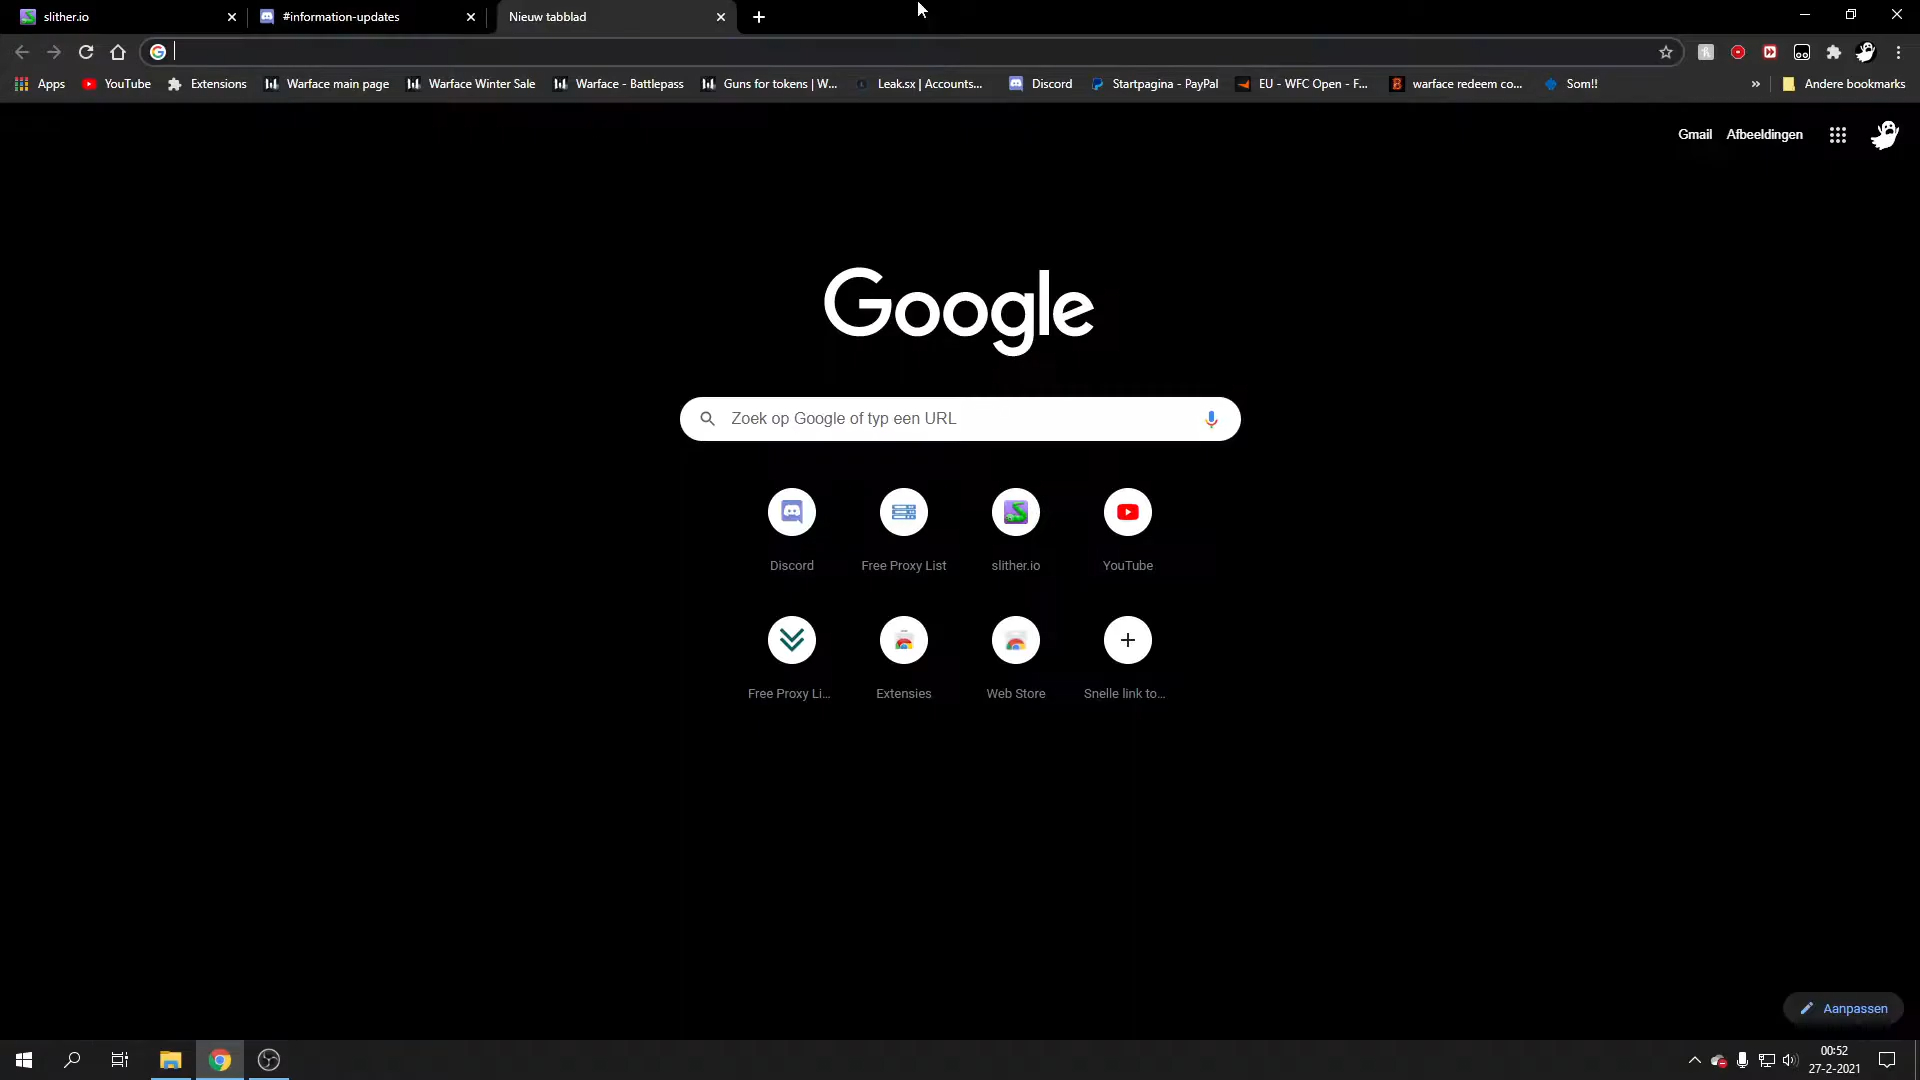 slither.io
#information-updates
Nieuw tabblad
Apps
YouTube
Extensions
Warface main page
Warface Winter Sale
Warface - Battlepass
Guns for tokens | W...
Leak.sx | Accounts...
Discord
Startpagina - PayPal
EU - WFC Open - F...
warface redeem co...
Som!!
»
Andere bookmarks
Gmail
Afbeeldingen
Google
Zoek op Google of typ een URL
Discord
Free Proxy List
slither.io
YouTube
Free Proxy Li...
Extensies
Web Store
Snelle link to...
Aanpassen
00:52
27-2-2021